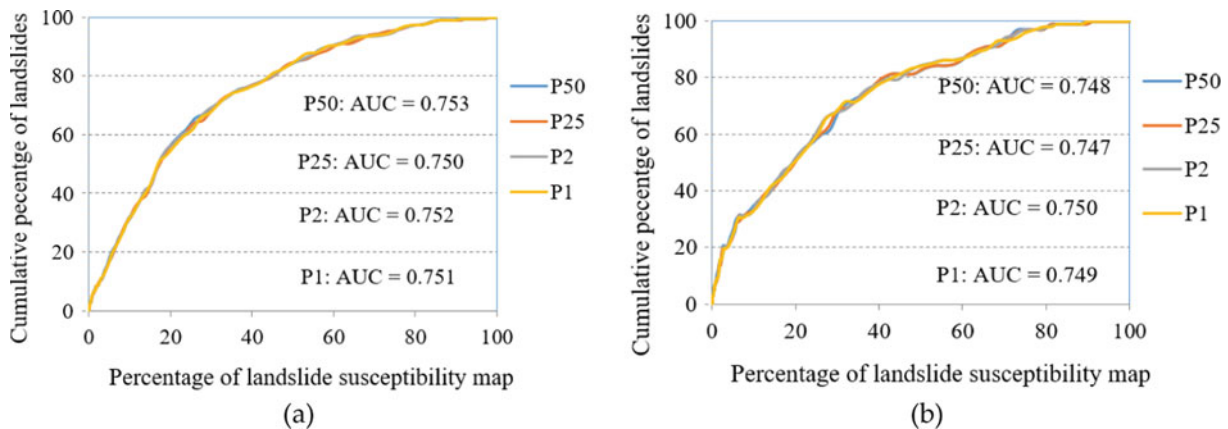 Cumulative pecentge of landslides
100
80
60
40
20
0
P50: AUC = 0.753
P25: AUC = 0.750
P2: AUC = 0.752
P1: AUC = 0.751
0 20 40 60 80 100
Percentage of landslide susceptibility map
P50
P25
P2
P1
(a)
Cumulative pecentge of landslides
100
80
60
40
20
0
P50: AUC = 0.748
P25: AUC = 0.747
P2: AUC = 0.750
P1: AUC = 0.749
0 20 40 60 80 100
Percentage of landslide susceptibility map
P50
P25
P2
P1
(b)